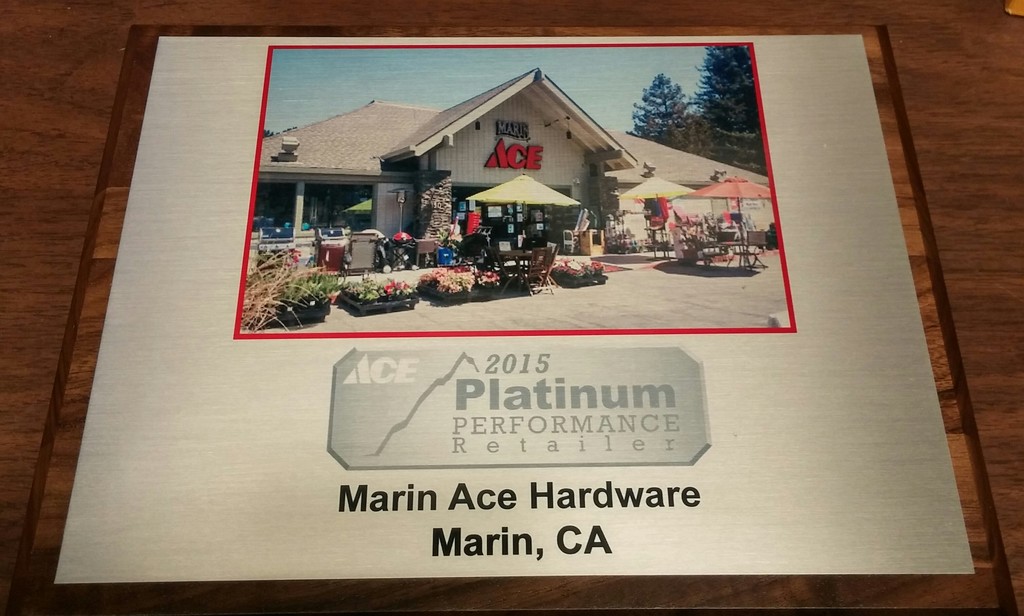 MARIN
ACE
ACE
2015
Platinum
PERFORMANCE
Retailer
Marin Ace Hardware
Marin, CA